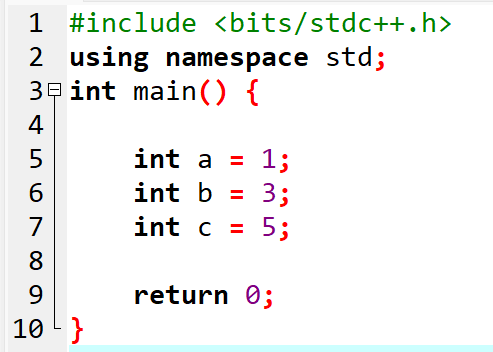 1 #include <bits/stdc++.h>
2 using namespace std;
3 int main() {
4
5     int a = 1;
6     int b = 3;
7     int c = 5;
8
9     return 0;
10 }